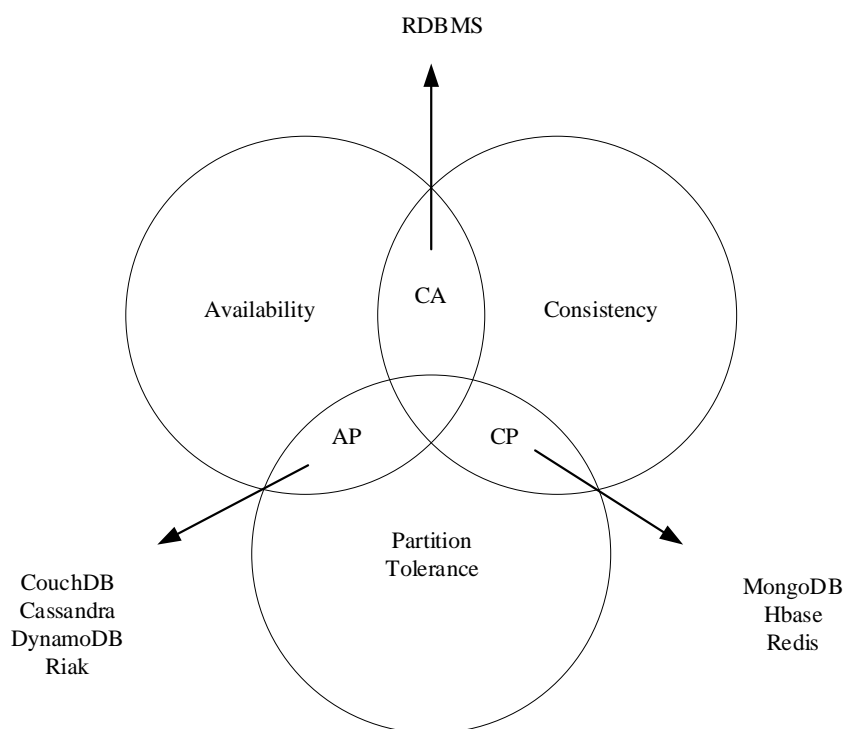 RDBMS
CA
Availability
Consistency
AP
CP
Partition
Tolerance
CouchDB
Cassandra
DynamoDB
Riak
MongoDB
Hbase
Redis